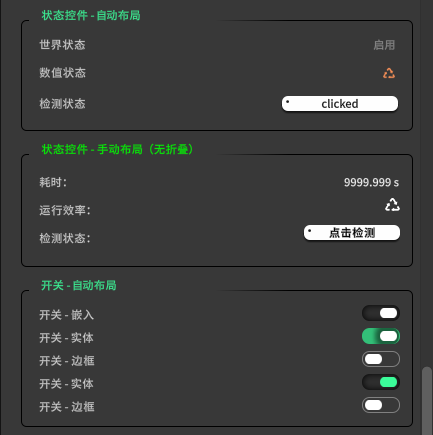 状态控件 - 自动布局
世界状态 启用
数值状态
检测状态 clicked
状态控件 - 手动布局（无折叠）
耗时： 9999.999 s
运行效率：
检测状态： 点击检测
开关 - 自动布局
开关 - 嵌入
开关 - 实体
开关 - 边框
开关 - 实体
开关 - 边框